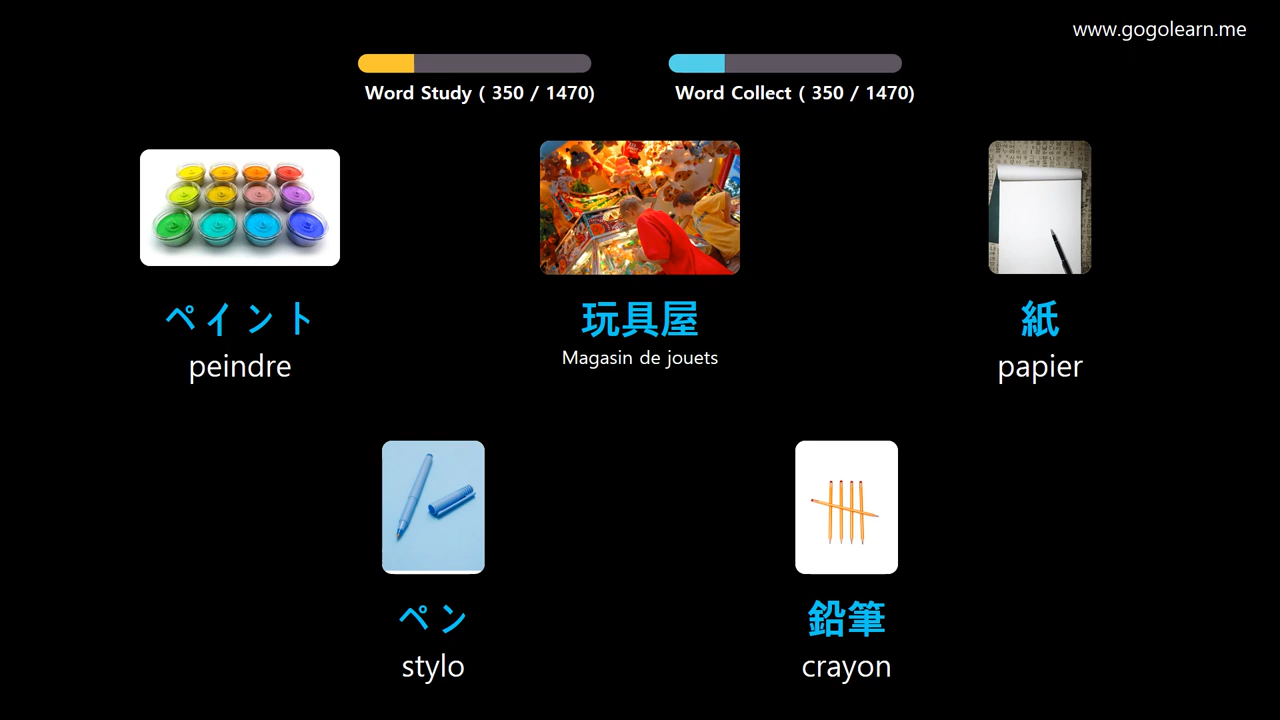 www.gogolearn.me
Word Study ( 350 / 1470)
Word Collect ( 350 / 1470)
ペイント
peindre
玩具屋
Magasin de jouets
紙
papier
ペン
stylo
鉛筆
crayon